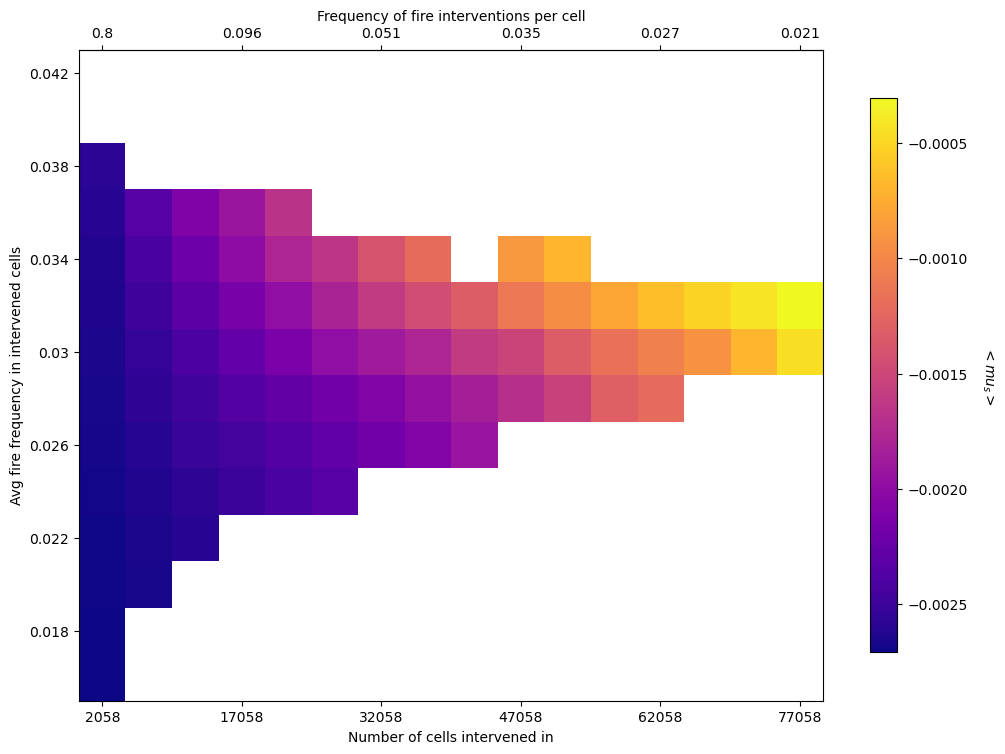 Frequency of fire interventions per cell
0.8 0.096 0.051 0.035 0.027 0.021
0.042
0.038
0.034
0.03
0.026
0.022
0.018
Avg fire frequency in intervened cells
2058 17058 32058 47058 62058 77058
Number of cells intervened in
−0.0005
−0.0010
−0.0015
−0.0020
−0.0025
< mu_s >